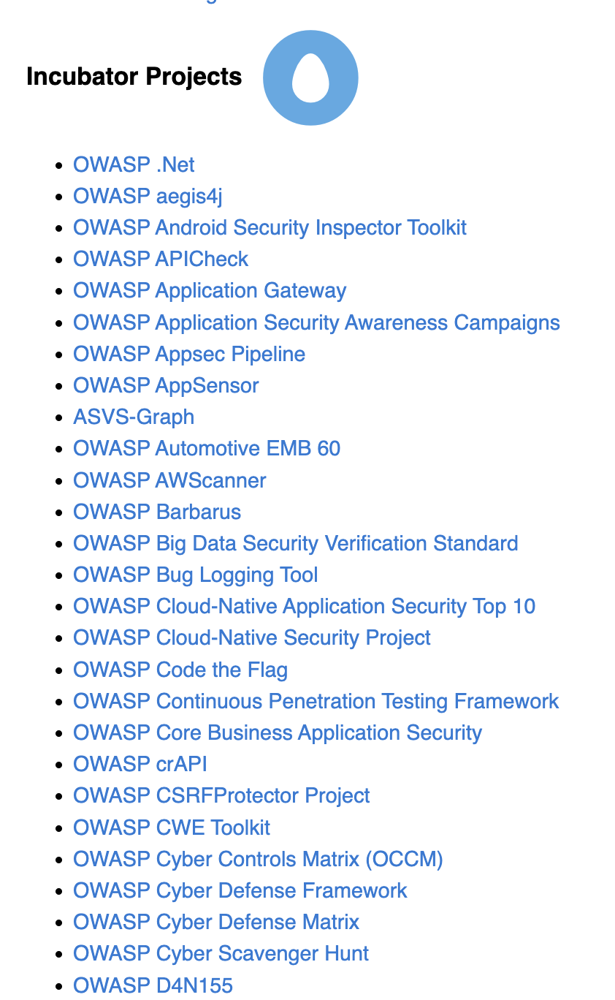 Incubator Projects
OWASP .Net
OWASP aegis4j
OWASP Android Security Inspector Toolkit
OWASP APICheck
OWASP Application Gateway
OWASP Application Security Awareness Campaigns
OWASP Appsec Pipeline
OWASP AppSensor
ASVS-Graph
OWASP Automotive EMB 60
OWASP AWScanner
OWASP Barbarus
OWASP Big Data Security Verification Standard
OWASP Bug Logging Tool
OWASP Cloud-Native Application Security Top 10
OWASP Cloud-Native Security Project
OWASP Code the Flag
OWASP Continuous Penetration Testing Framework
OWASP Core Business Application Security
OWASP crAPI
OWASP CSRFProtector Project
OWASP CWE Toolkit
OWASP Cyber Controls Matrix (OCCM)
OWASP Cyber Defense Framework
OWASP Cyber Defense Matrix
OWASP Cyber Scavenger Hunt
OWASP D4N155